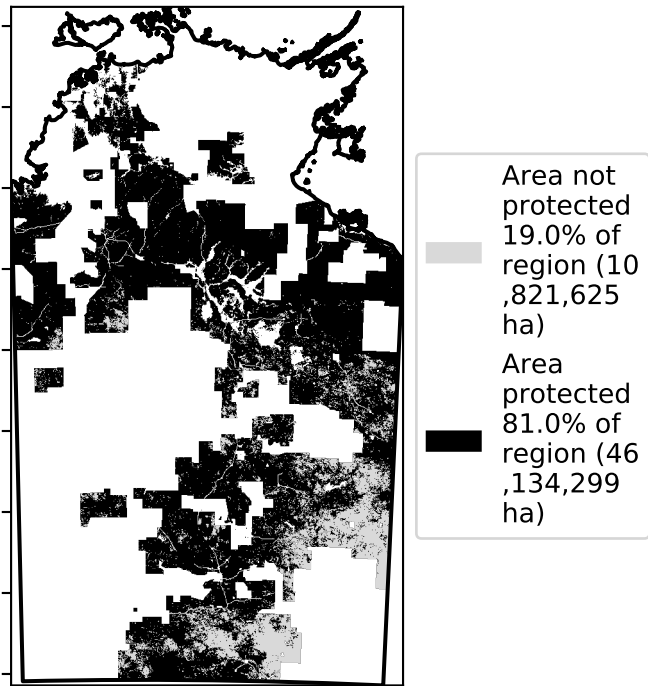 Area not
protected
19.0% of
region (10
,821,625
ha)
Area
protected
81.0% of
region (46
,134,299
ha)